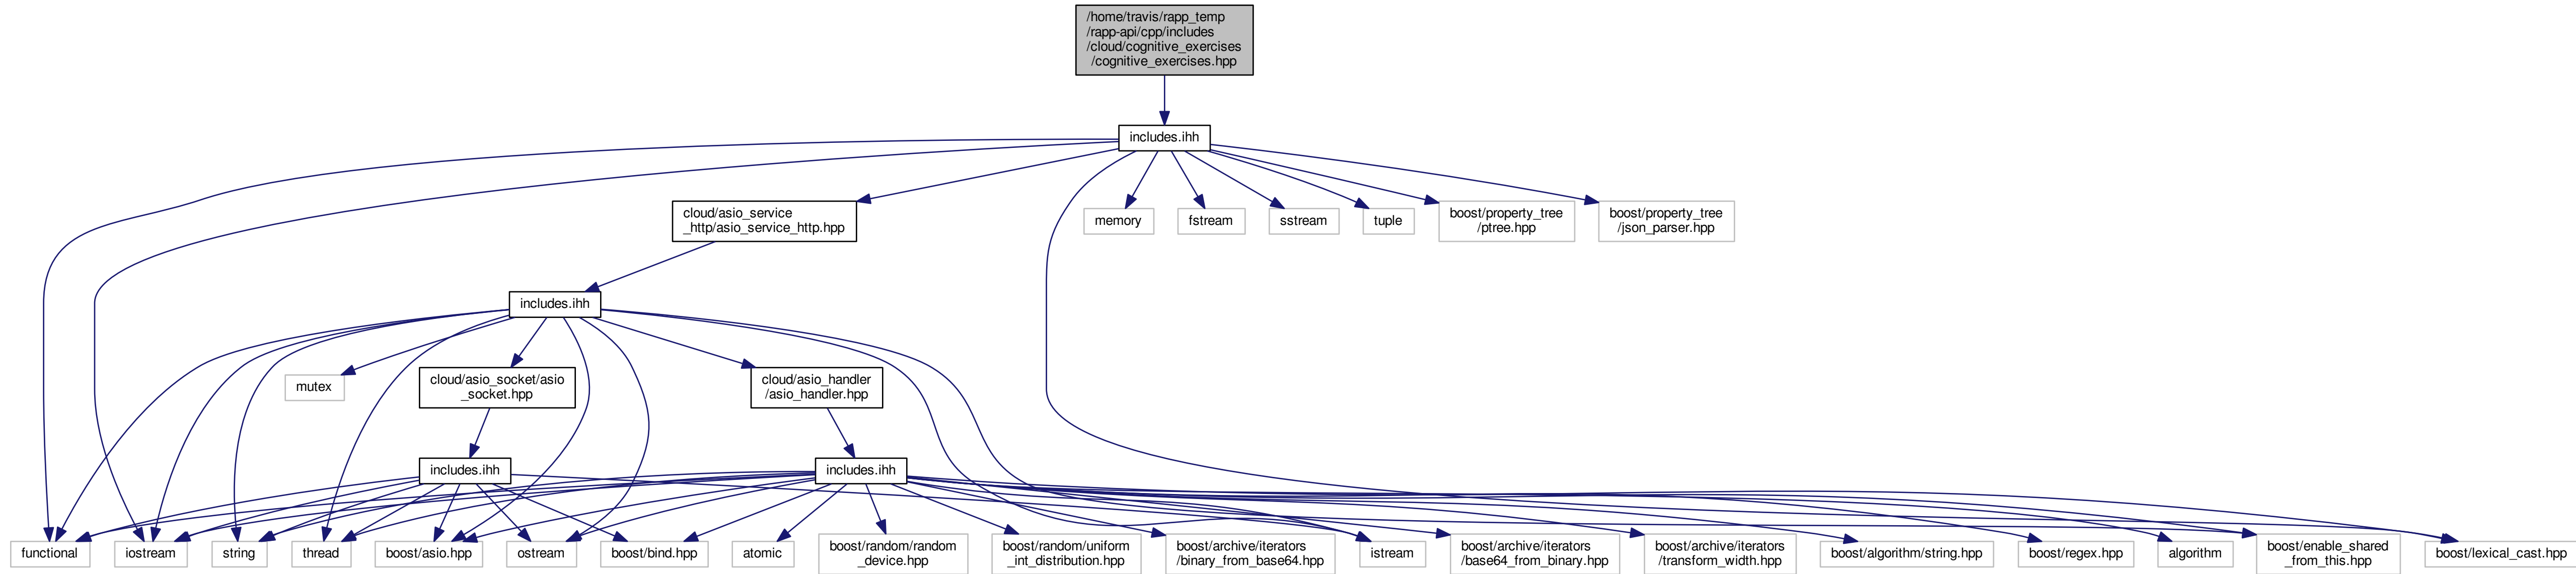 /home/travis/rapp_temp
/rapp-api/cpp/includes
/cloud/cognitive_exercises
/cognitive_exercises.hpp
includes.ihh
cloud/asio_service
_http/asio_service_http.hpp
memory
fstream
sstream
tuple
boost/property_tree
/ptree.hpp
boost/property_tree
/json_parser.hpp
includes.ihh
mutex
cloud/asio_socket/asio
_socket.hpp
cloud/asio_handler
/asio_handler.hpp
includes.ihh
includes.ihh
functional
iostream
string
thread
boost/asio.hpp
ostream
boost/bind.hpp
atomic
boost/random/random
_device.hpp
boost/random/uniform
_int_distribution.hpp
boost/archive/iterators
/binary_from_base64.hpp
istream
boost/archive/iterators
/base64_from_binary.hpp
boost/archive/iterators
/transform_width.hpp
boost/algorithm/string.hpp
boost/regex.hpp
algorithm
boost/enable_shared
_from_this.hpp
boost/lexical_cast.hpp